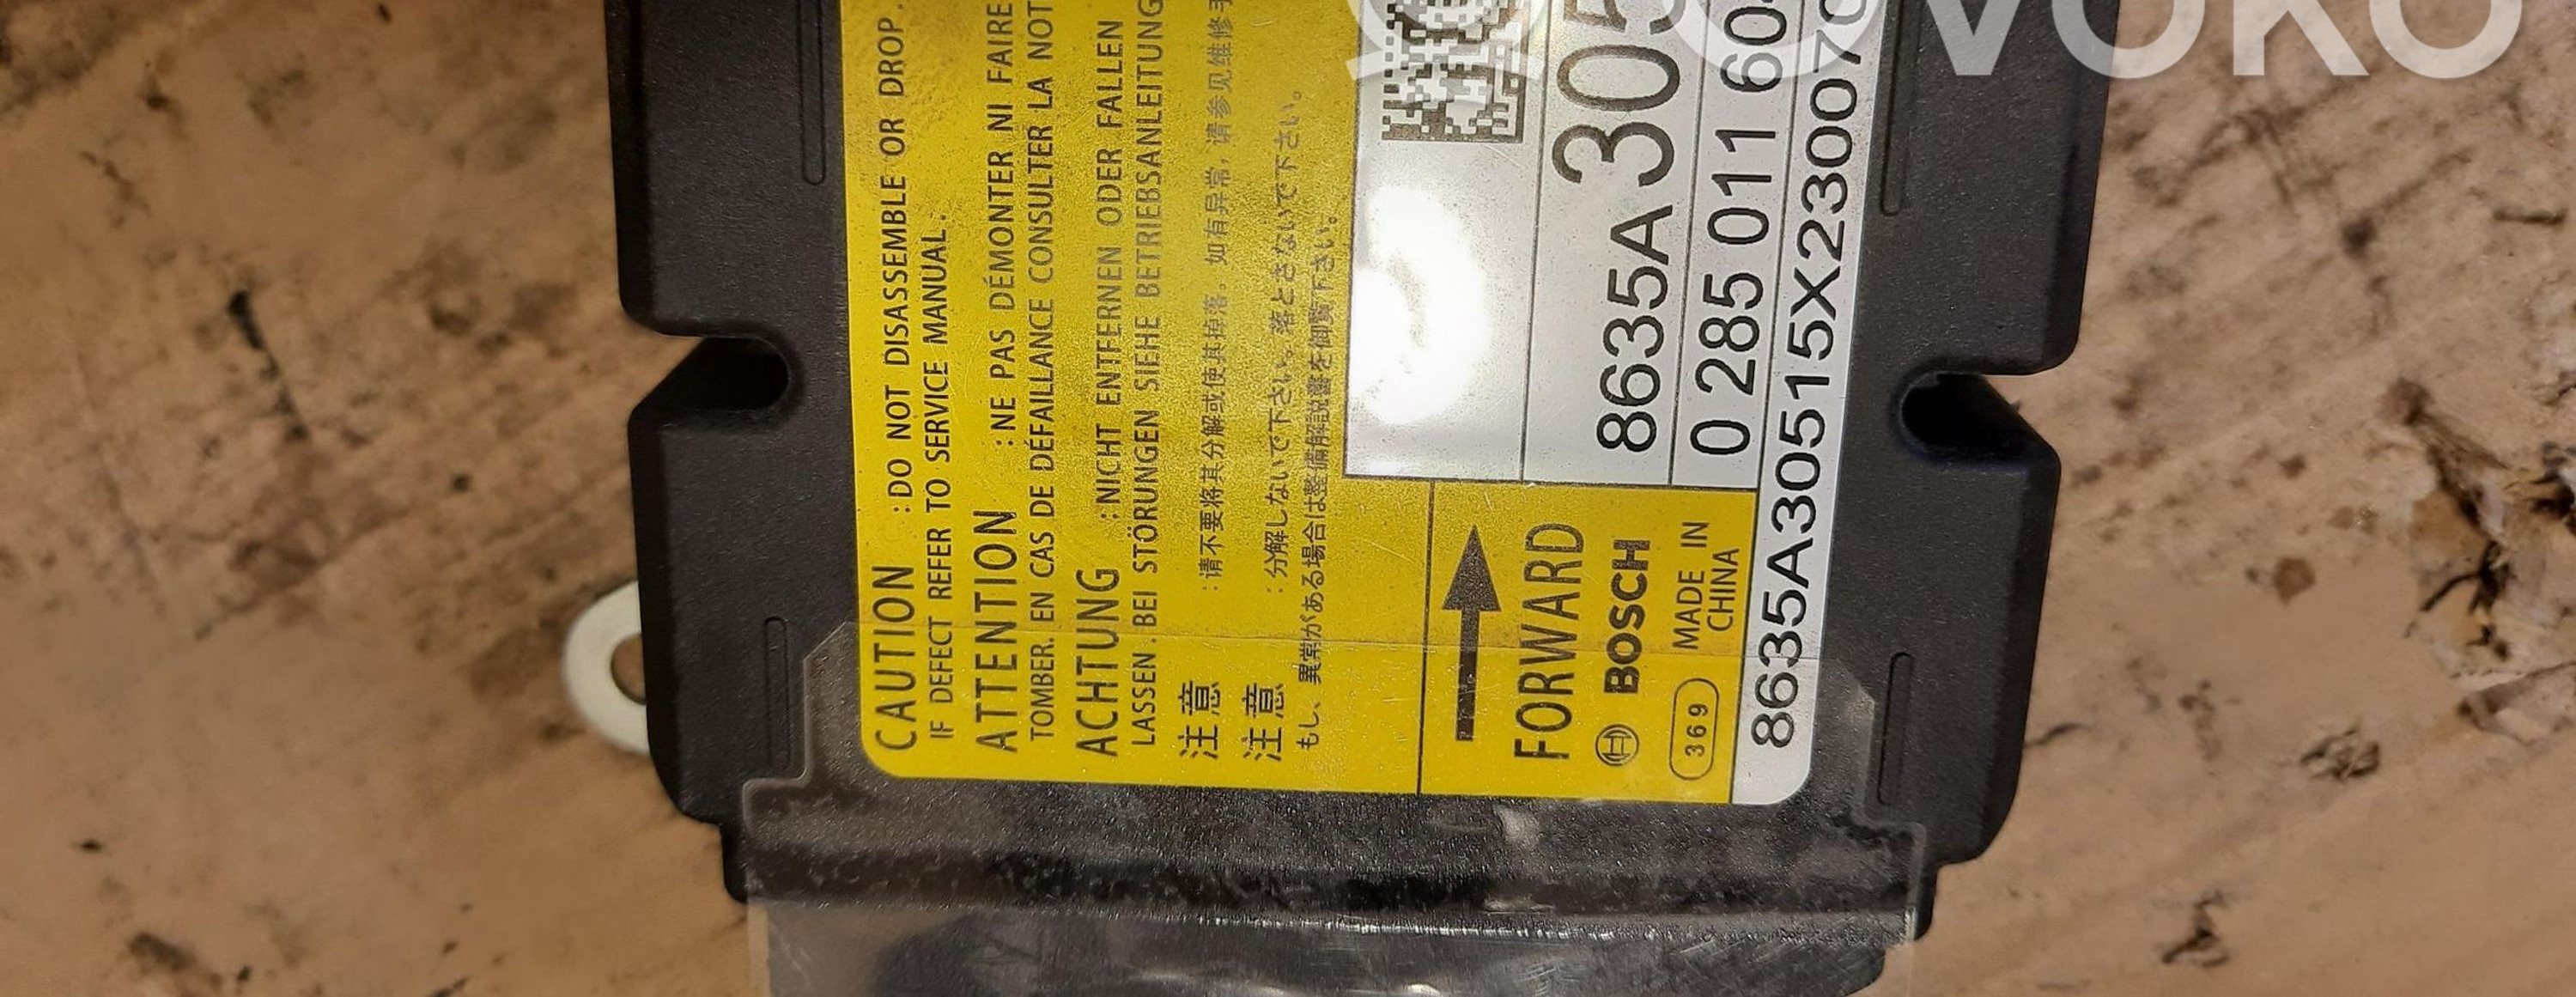 CAUTION :DO NOT DISASSEMBLE OR DROP.
IF DEFECT REFER TO SERVICE MANUAL.
ATTENTION :NE PAS DÉMONTER NI FAIRE
TOMBER. EN CAS DE DÉFAILLANCE CONSULTER LA NOT
ACHTUNG :NICHT ENTFERNEN ODER FALLEN
LASSEN.BEI STÖRUNGEN SIEHE BETRIEBSANLEITUNG
注意 :请不要将其分解或使其掉落。如有异常,请参见维修手
注意 :分解しないで下さい。落とさないで下さい。
もし、異常がある場合は整備解説書を御覧下さい。
FORWARD
BOSCH
369
MADE IN
CHINA
8635A305
0 285 011 60
8635A30515X230070
OVOKO